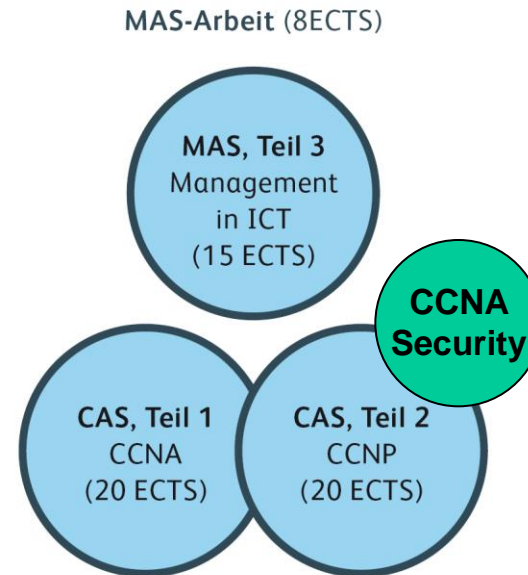 MAS-Arbeit (8ECTS)
MAS, Teil 3
Management
in ICT
(15 ECTS)
CCNA
Security
CAS, Teil 1
CCNA
(20 ECTS)
CAS, Teil 2
CCNP
(20 ECTS)